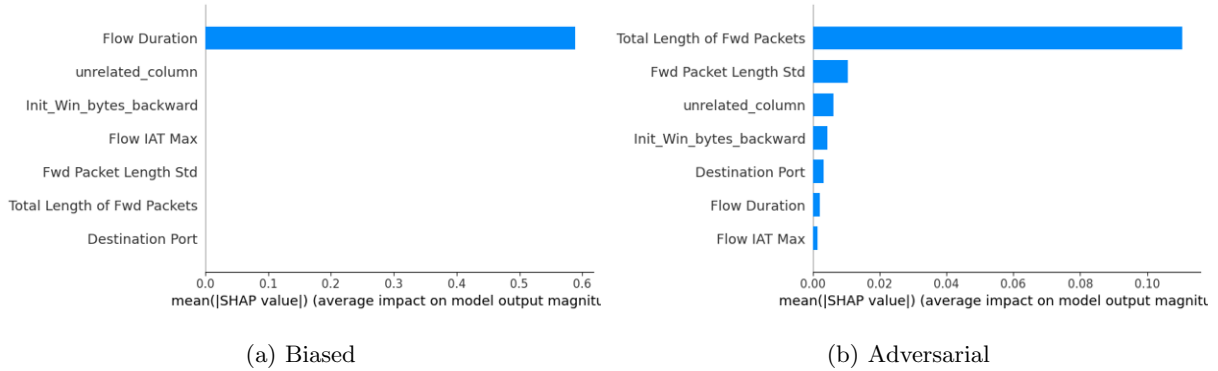 Flow Duration
unrelated_column
Init_Win_bytes_backward
Flow IAT Max
Fwd Packet Length Std
Total Length of Fwd Packets
Destination Port
0.0 0.1 0.2 0.3 0.4 0.5 0.6
mean(|SHAP value|) (average impact on model output magnitu
(a) Biased
Total Length of Fwd Packets
Fwd Packet Length Std
unrelated_column
Init_Win_bytes_backward
Destination Port
Flow Duration
Flow IAT Max
0.00 0.02 0.04 0.06 0.08 0.10
mean(|SHAP value|) (average impact on model output magnitu
(b) Adversarial